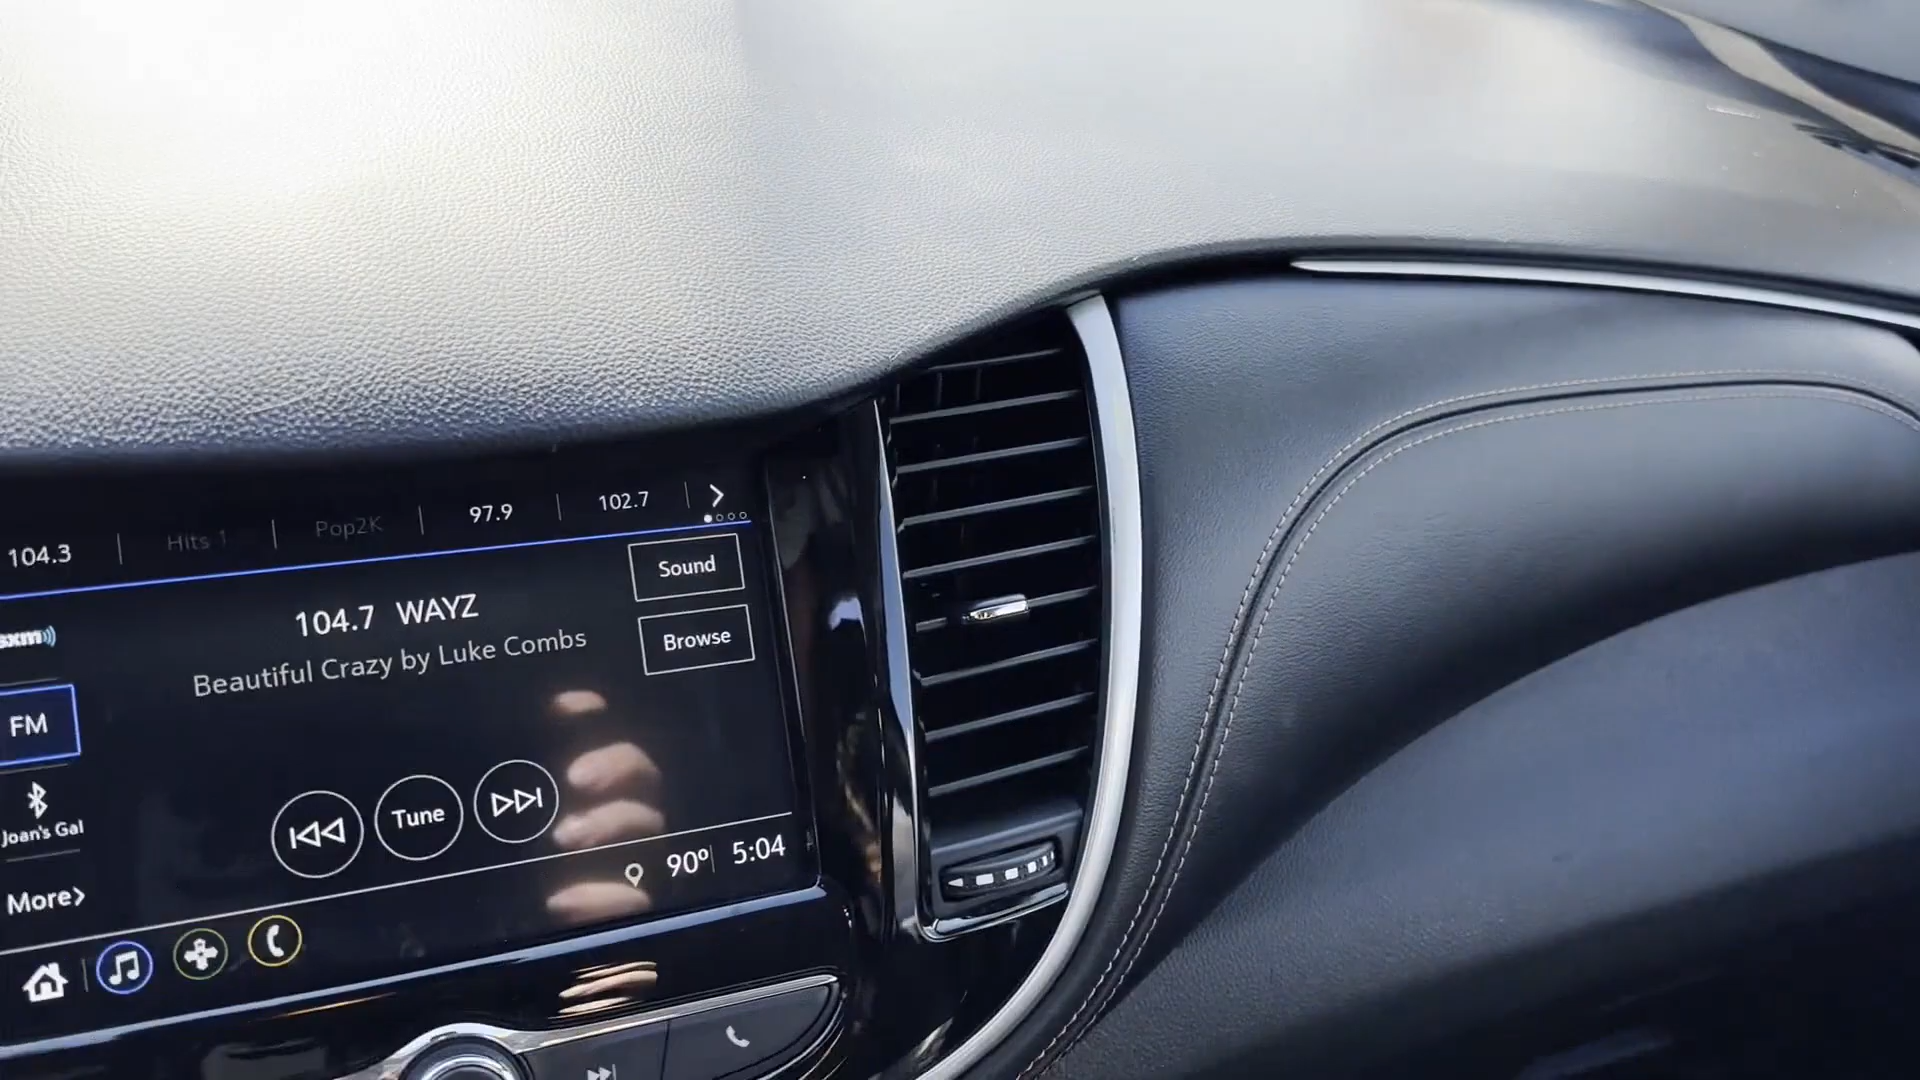 104.3 | Hits 1 | Pop2K | 97.9 | 102.7
Sound
104.7 WAYZ
Browse
Beautiful Crazy by Luke Combs
sxm
FM
Joan's Gal
Tune
More
90° 5:04